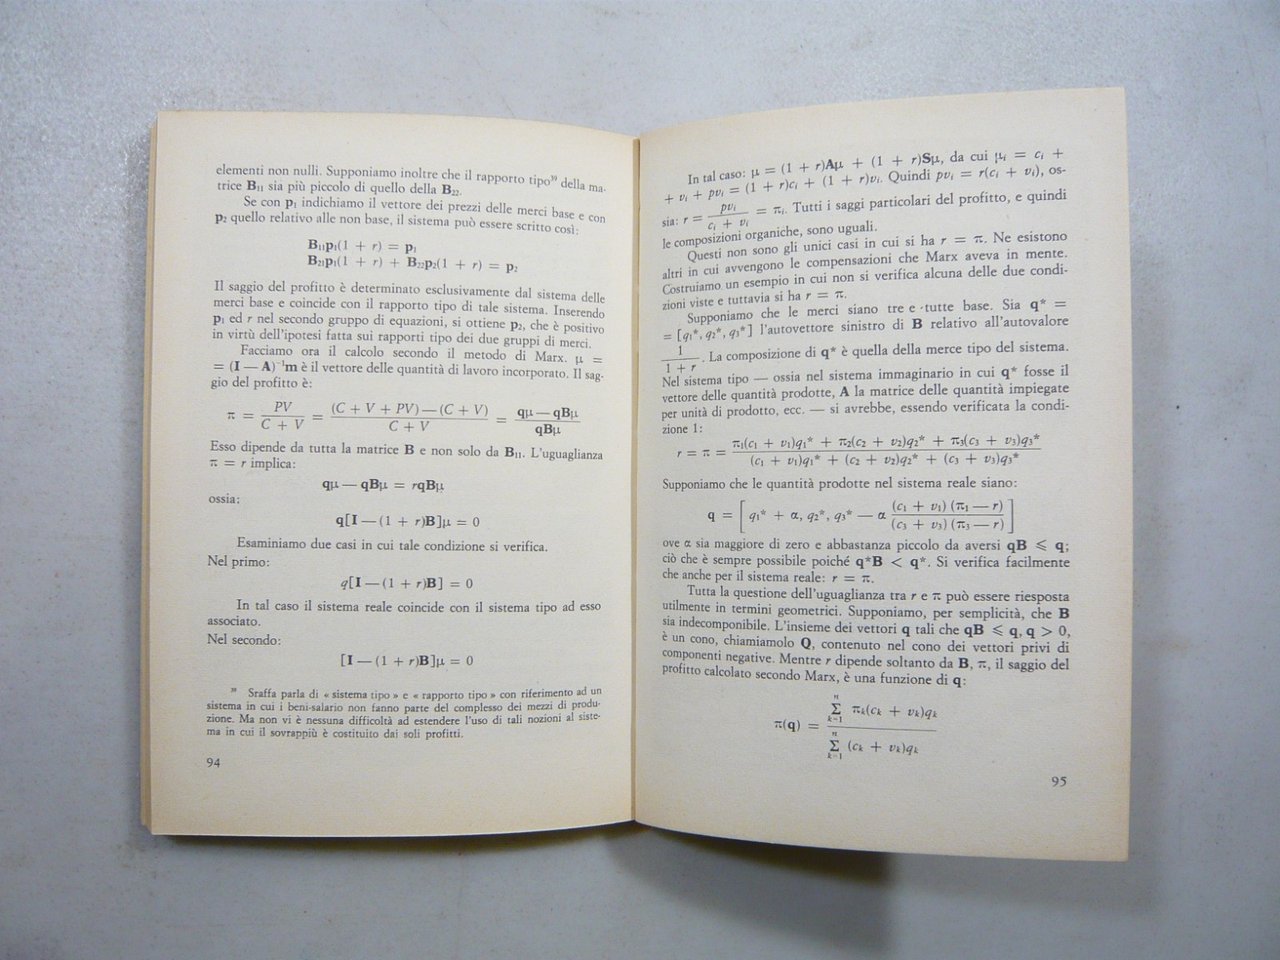 elementi non nulli. Supponiamo inoltre che il rapporto tipo³⁹ della ma-
trice B₁₁ sia più piccolo di quello della B₂₂.
Se con p₁ indichiamo il vettore dei prezzi delle merci base e con
p₂ quello relativo alle non base, il sistema può essere scritto così:
B₁₁p₁(1 + r) = p₁
B₂₁p₁(1 + r) + B₂₂p₂(1 + r) = p₂
Il saggio del profitto è determinato esclusivamente dal sistema delle
merci base e coincide con il rapporto tipo di tale sistema. Inserendo
p₁ ed r nel secondo gruppo di equazioni, si ottiene p₂, che è positivo
in virtù dell'ipotesi fatta sui rapporti tipo dei due gruppi di merci.
Facciamo ora il calcolo secondo il metodo di Marx. μ =
= (I — A)⁻¹m è il vettore delle quantità di lavoro incorporato. Il sag-
gio del profitto è:
π = PV / (C + V) = ((C + V + PV) — (C + V)) / (C + V) = (qμ — qBμ) / qBμ
Esso dipende da tutta la matrice B e non solo da B₁₁. L'uguaglianza
π = r implica:
qμ — qBμ = rqBμ
ossia:
q[I — (1 + r)B]μ = 0
Esaminiamo due casi in cui tale condizione si verifica.
Nel primo:
q[I — (1 + r)B] = 0
In tal caso il sistema reale coincide con il sistema tipo ad esso
associato.
Nel secondo:
[I — (1 + r)B]μ = 0
³⁹ Sraffa parla di « sistema tipo » e « rapporto tipo » con riferimento ad un
sistema in cui i beni-salario non fanno parte del complesso dei mezzi di produ-
zione. Ma non vi è nessuna difficoltà ad estendere l'uso di tali nozioni al siste-
ma in cui il sovrappiù è costituito dai soli profitti.
94
In tal caso: μ = (1 + r)Aμ + (1 + r)Sμ, da cui μᵢ = cᵢ +
+ vᵢ + pvᵢ = (1 + r)cᵢ + (1 + r)vᵢ. Quindi pvᵢ = r(cᵢ + vᵢ), os-
sia: r = pvᵢ / (cᵢ + vᵢ) = πᵢ. Tutti i saggi particolari del profitto, e quindi
le composizioni organiche, sono uguali.
Questi non sono gli unici casi in cui si ha r = π. Ne esistono
altri in cui avvengono le compensazioni che Marx aveva in mente.
Costruiamo un esempio in cui non si verifica alcuna delle due condi-
zioni viste e tuttavia si ha r = π.
Supponiamo che le merci siano tre e tutte base. Sia q* =
= [q₁*, q₂*, q₃*] l'autovettore sinistro di B relativo all'autovalore
1 / (1 + r). La composizione di q* è quella della merce tipo del sistema.
Nel sistema tipo — ossia nel sistema immaginario in cui q* fosse il
vettore delle quantità prodotte, A la matrice delle quantità impiegate
per unità di prodotto, ecc. — si avrebbe, essendo verificata la condi-
zione 1:
r = π = (π₁(c₁ + v₁)q₁* + π₂(c₂ + v₂)q₂* + π₃(c₃ + v₃)q₃*) / ((c₁ + v₁)q₁* + (c₂ + v₂)q₂* + (c₃ + v₃)q₃*)
Supponiamo che le quantità prodotte nel sistema reale siano:
q = [q₁* + α, q₂*, q₃* — α (c₁ + v₁) (π₁ — r) / (c₃ + v₃) (π₃ — r)]
ove α sia maggiore di zero e abbastanza piccolo da aversi qB ⩽ q;
ciò che è sempre possibile poiché q*B < q*. Si verifica facilmente
che anche per il sistema reale: r = π.
Tutta la questione dell'uguaglianza tra r e π può essere riesposta
utilmente in termini geometrici. Supponiamo, per semplicità, che B
sia indecomponibile. L'insieme dei vettori q tali che qB ⩽ q, q > 0,
è un cono, chiamiamolo Q, contenuto nel cono dei vettori privi di
componenti negative. Mentre r dipende soltanto da B, π, il saggio del
profitto calcolato secondo Marx, è una funzione di q:
π(q) = (Σₖ₌₁ⁿ πₖ(cₖ + vₖ)qₖ) / (Σₖ₌₁ⁿ (cₖ + vₖ)qₖ)
95